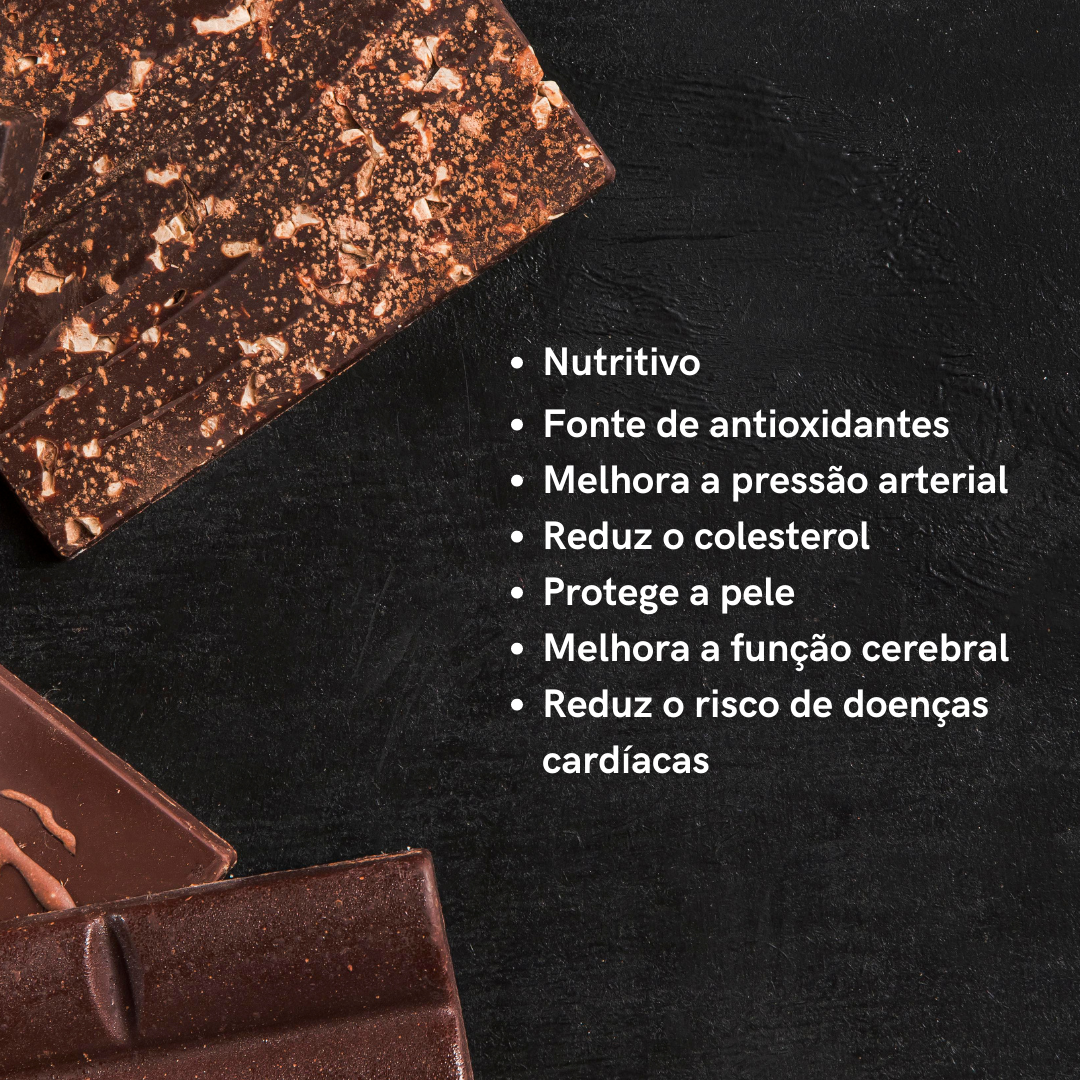 • Nutritivo
• Fonte de antioxidantes
• Melhora a pressão arterial
• Reduz o colesterol
• Protege a pele
• Melhora a função cerebral
• Reduz o risco de doenças
cardíacas